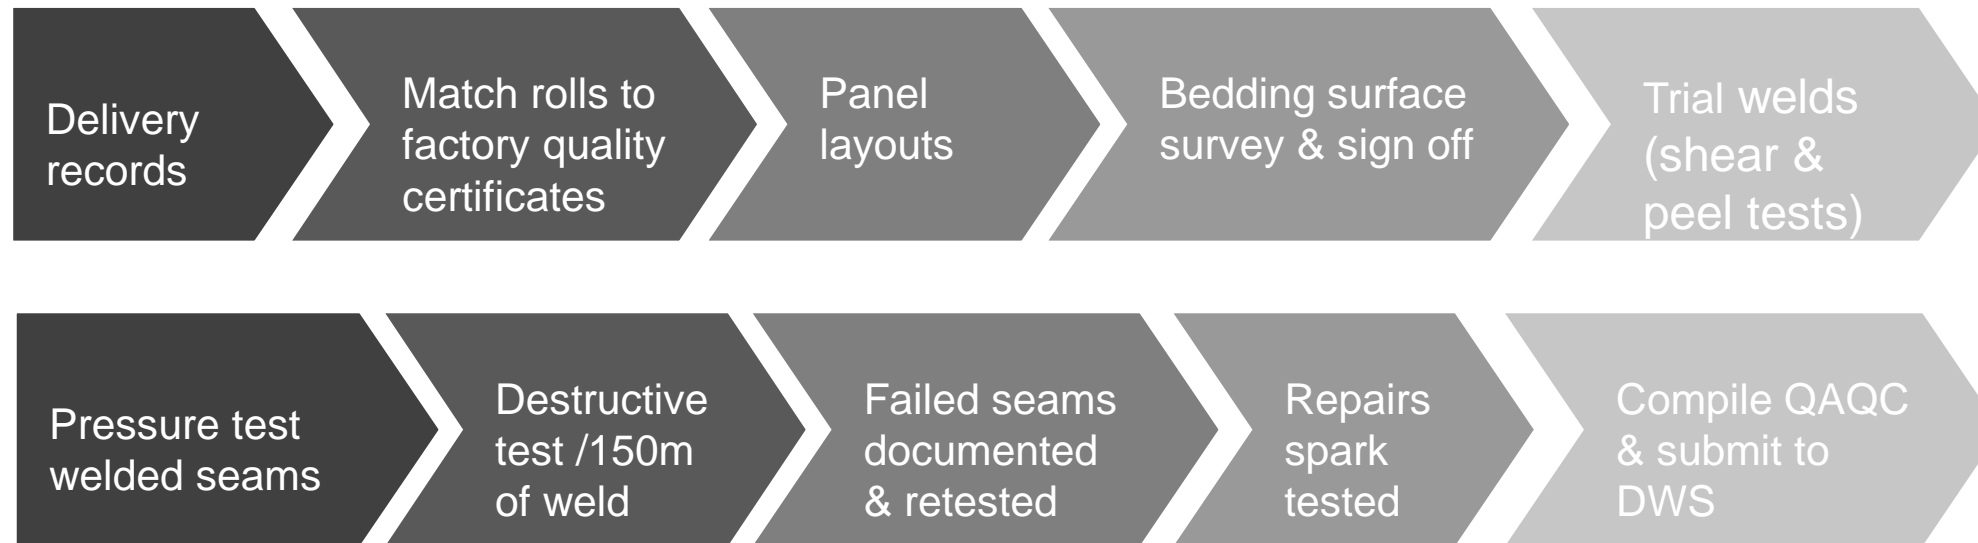 Delivery
records
Match rolls to
factory quality
certificates
Panel
layouts
Bedding surface
survey & sign off
Trial welds
(shear &
peel tests)
Pressure test
welded seams
Destructive
test /150m
of weld
Failed seams
documented
& retested
Repairs
spark
tested
Compile QAQC
& submit to
DWS